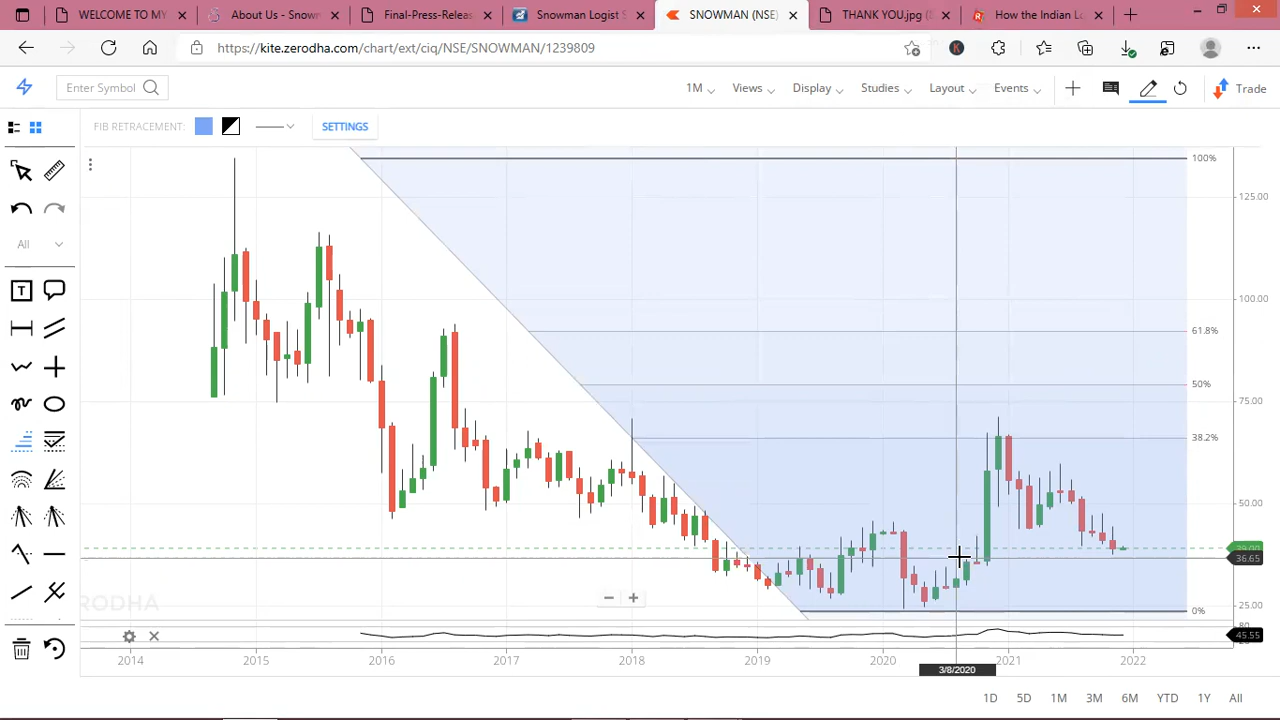 WELCOME TO MY
About Us - Snown
Final-Press-Releas
Snowman Logist S
SNOWMAN (NSE)
THANK YOU.jpg (
How the Indian Lo
https://kite.zerodha.com/chart/ext/ciq/NSE/SNOWMAN/1239809
Enter Symbol
1M Views Display Studies Layout Events Trade
FIB RETRACEMENT: SETTINGS
All
T
100%
125.00
100.00
61.8%
50%
75.00
38.2%
50.00
39.00
36.65
25.00
0%
ERODHA
45.55
2014 2015 2016 2017 2018 2019 2020 2021 2022
3/8/2020
1D 5D 1M 3M 6M YTD 1Y All